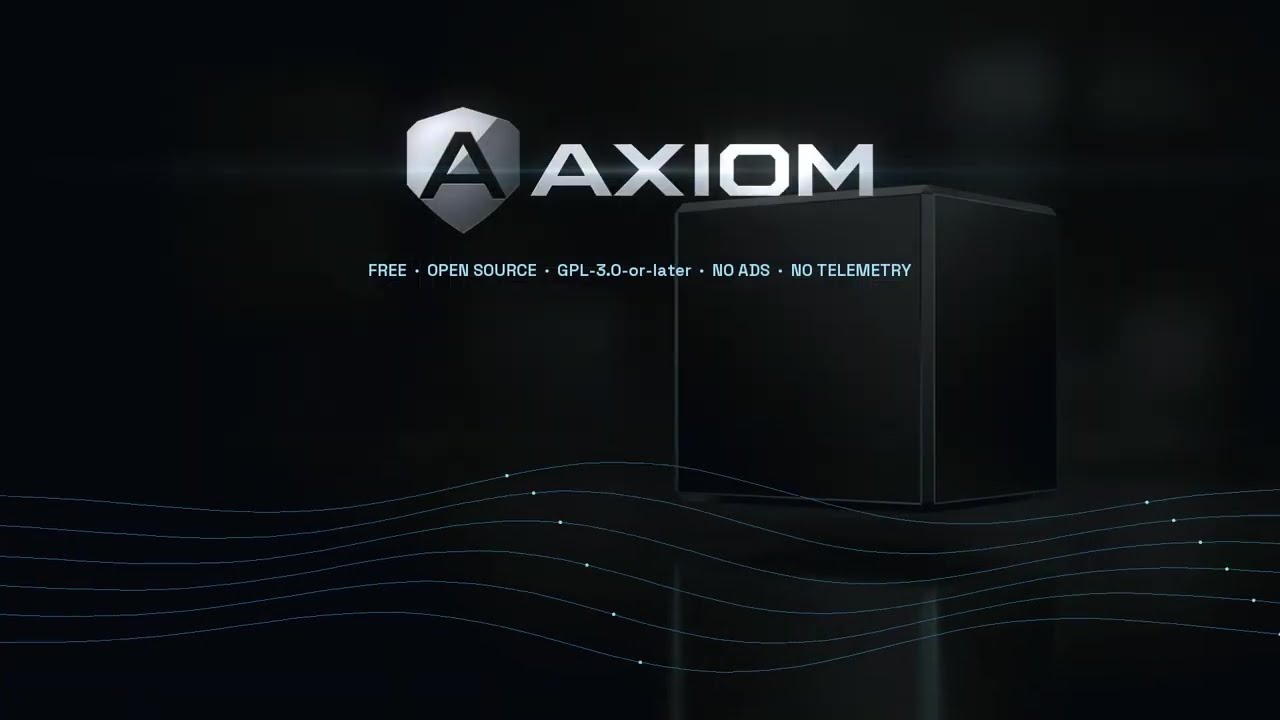 AXIOM
FREE · OPEN SOURCE · GPL-3.0-or-later · NO ADS · NO TELEMETRY